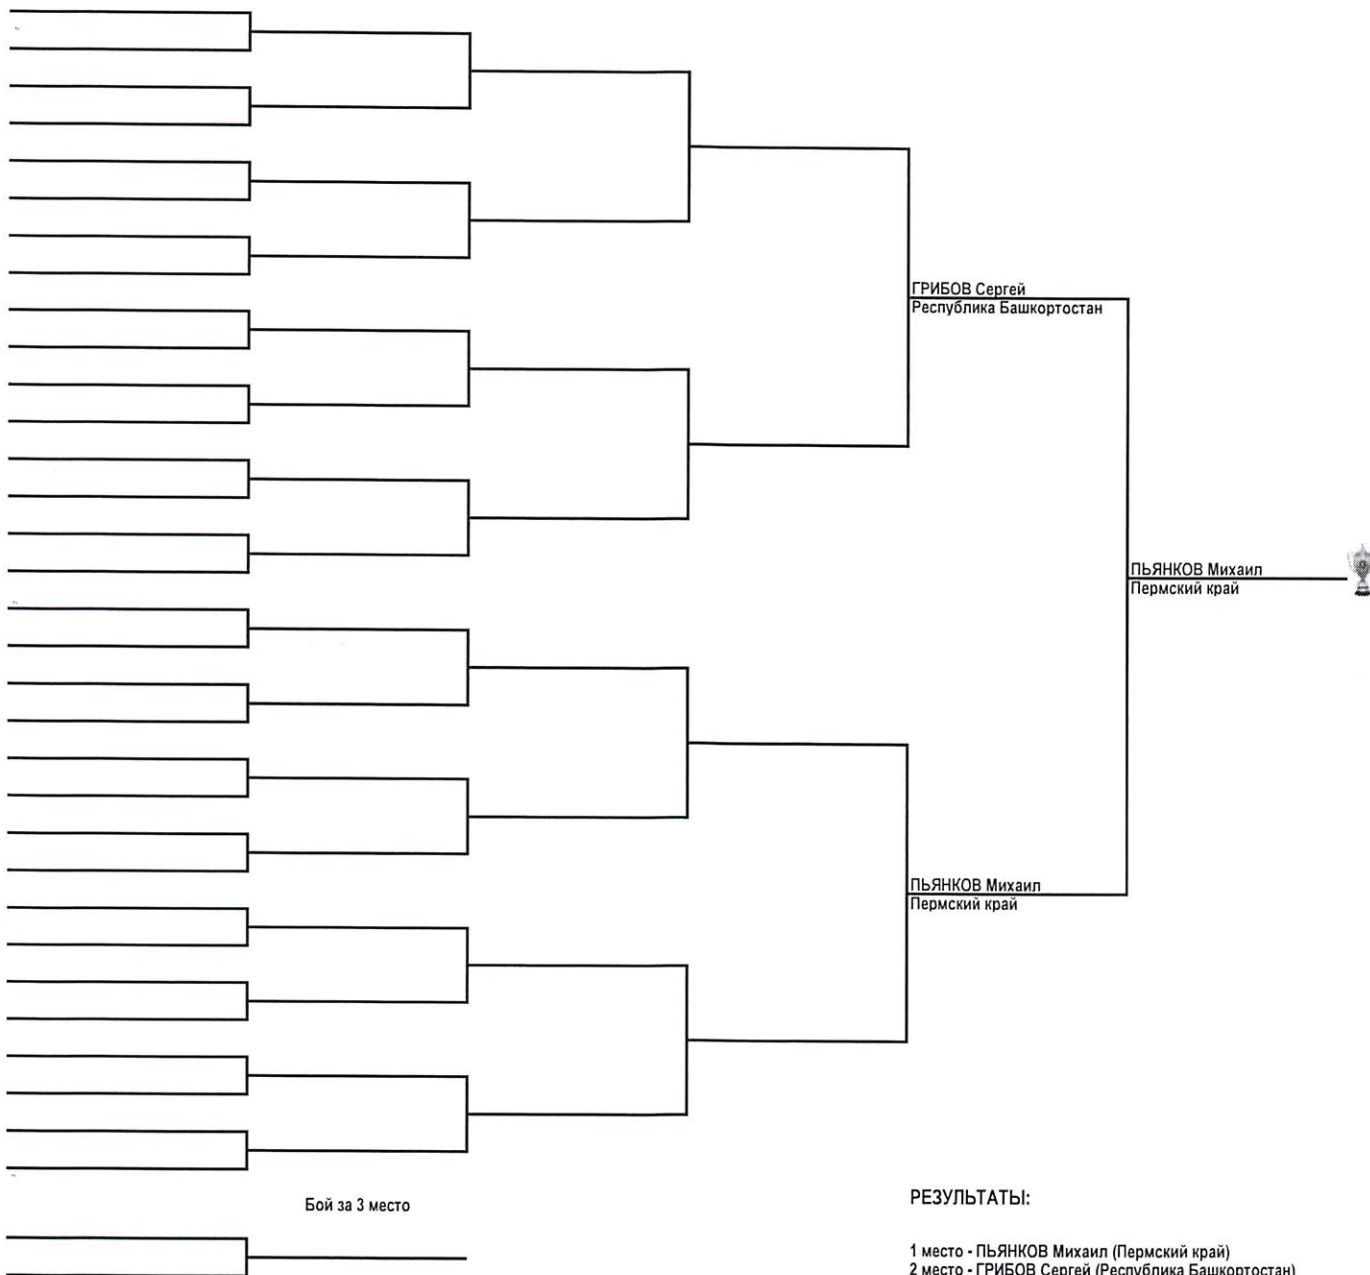 ГРИБОВ Сергей
Республика Башкортостан
ПЬЯНКОВ Михаил
Пермский край
ПЬЯНКОВ Михаил
Пермский край
Бой за 3 место
РЕЗУЛЬТАТЫ:
1 место - ПЬЯНКОВ Михаил (Пермский край)
2 место - ГРИБОВ Сергей (Республика Башкортостан)